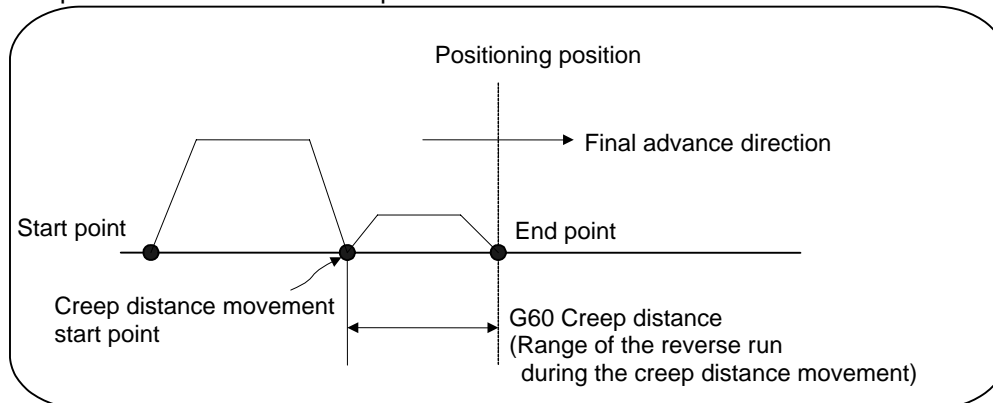 Positioning position
Final advance direction
Start point
End point
Creep distance movement
start point
G60 Creep distance
(Range of the reverse run
during the creep distance movement)